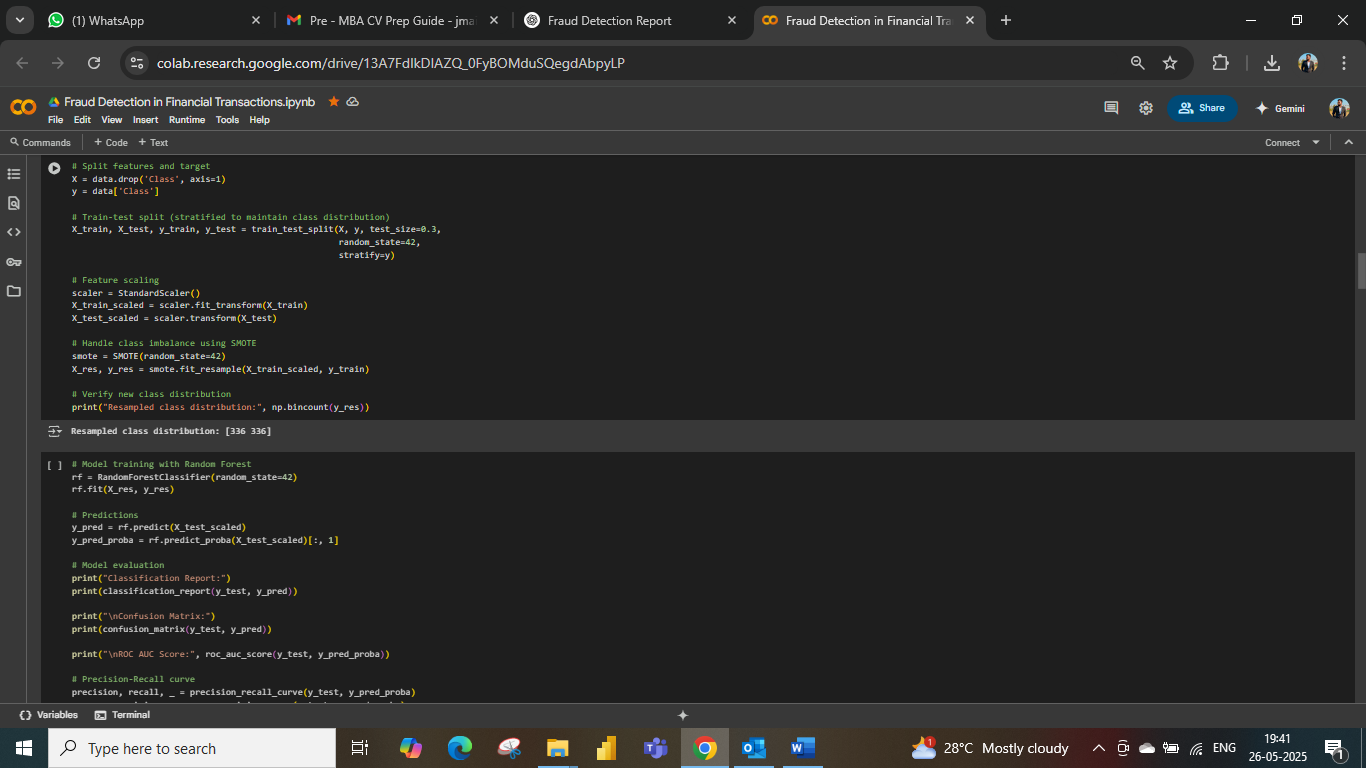 (1) WhatsApp
Pre - MBA CV Prep Guide - jma
Fraud Detection Report
Fraud Detection in Financial Tra
colab.research.google.com/drive/13A7FdIkDIAZQ_0FyBOMduSQegdAbpyLP
Fraud Detection in Financial Transactions.ipynb
File Edit View Insert Runtime Tools Help
Share
Gemini
Commands + Code + Text
Connect
# Split features and target
X = data.drop('Class', axis=1)
y = data['Class']
# Train-test split (stratified to maintain class distribution)
X_train, X_test, y_train, y_test = train_test_split(X, y, test_size=0.3,
random_state=42,
stratify=y)
# Feature scaling
scaler = StandardScaler()
X_train_scaled = scaler.fit_transform(X_train)
X_test_scaled = scaler.transform(X_test)
# Handle class imbalance using SMOTE
smote = SMOTE(random_state=42)
X_res, y_res = smote.fit_resample(X_train_scaled, y_train)
# Verify new class distribution
print("Resampled class distribution:", np.bincount(y_res))
Resampled class distribution: [336 336]
[ ] # Model training with Random Forest
rf = RandomForestClassifier(random_state=42)
rf.fit(X_res, y_res)
# Predictions
y_pred = rf.predict(X_test_scaled)
y_pred_proba = rf.predict_proba(X_test_scaled)[:, 1]
# Model evaluation
print("Classification Report:")
print(classification_report(y_test, y_pred))
print("\nConfusion Matrix:")
print(confusion_matrix(y_test, y_pred))
print("\nROC AUC Score:", roc_auc_score(y_test, y_pred_proba))
# Precision-Recall curve
precision, recall, _ = precision_recall_curve(y_test, y_pred_proba)
Variables Terminal
Type here to search
1
28°C Mostly cloudy
ENG
19:41
26-05-2025
1